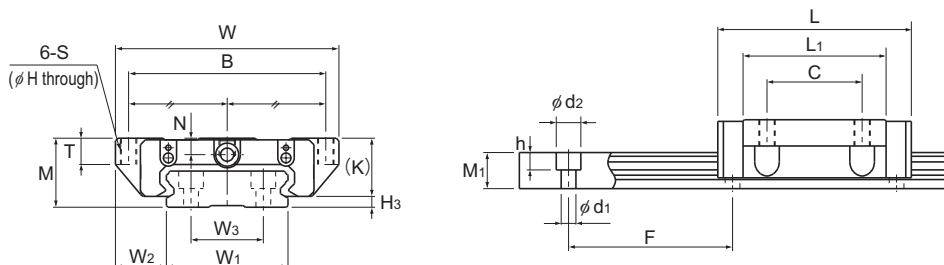 W
6-S
(φH through)
B
N
T
M
(K)
H3
W3
W2
W1
L
L1
C
φd2
h
M1
φd1
F